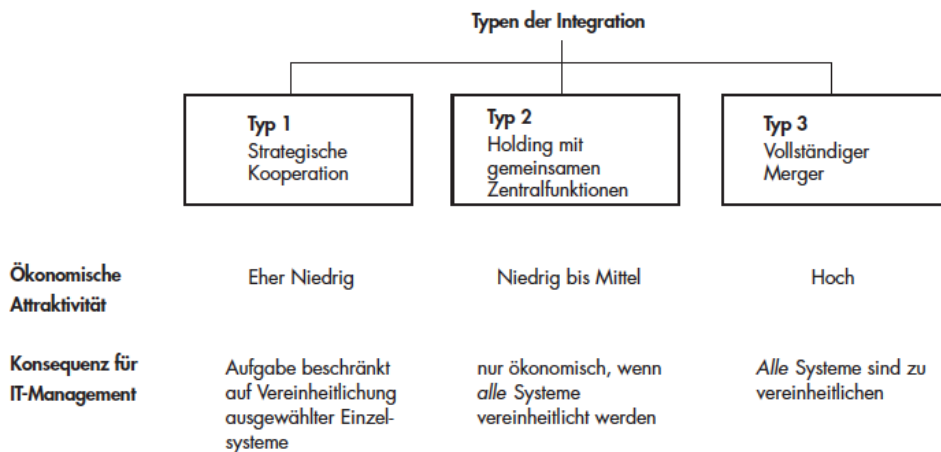 Typen der Integration
Typ 1
Strategische
Kooperation
Typ 2
Holding mit
gemeinsamen
Zentralfunktionen
Typ 3
Vollständiger
Merger
Ökonomische
Attraktivität
Eher Niedrig
Niedrig bis Mittel
Hoch
Konsequenz für
IT-Management
Aufgabe beschränkt
auf Vereinheitlichung
ausgewählter Einzel-
systeme
nur ökonomisch, wenn
alle Systeme
vereinheitlicht werden
Alle Systeme sind zu
vereinheitlichen